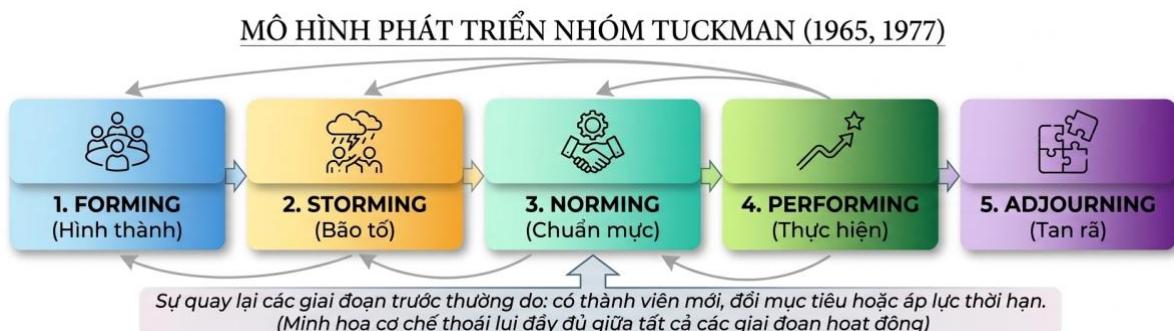 MÔ HÌNH PHÁT TRIỂN NHÓM TUCKMAN (1965, 1977)
1. FORMING
(Hình thành)
2. STORMING
(Bão tố)
3. NORMING
(Chuẩn mực)
4. PERFORMING
(Thực hiện)
5. ADJOURNING
(Tan rã)
Sự quay lại các giai đoạn trước thường do: có thành viên mới, đổi mục tiêu hoặc áp lực thời hạn.
(Minh họa cơ chế thoái lui đầy đủ giữa tất cả các giai đoạn hoạt động)